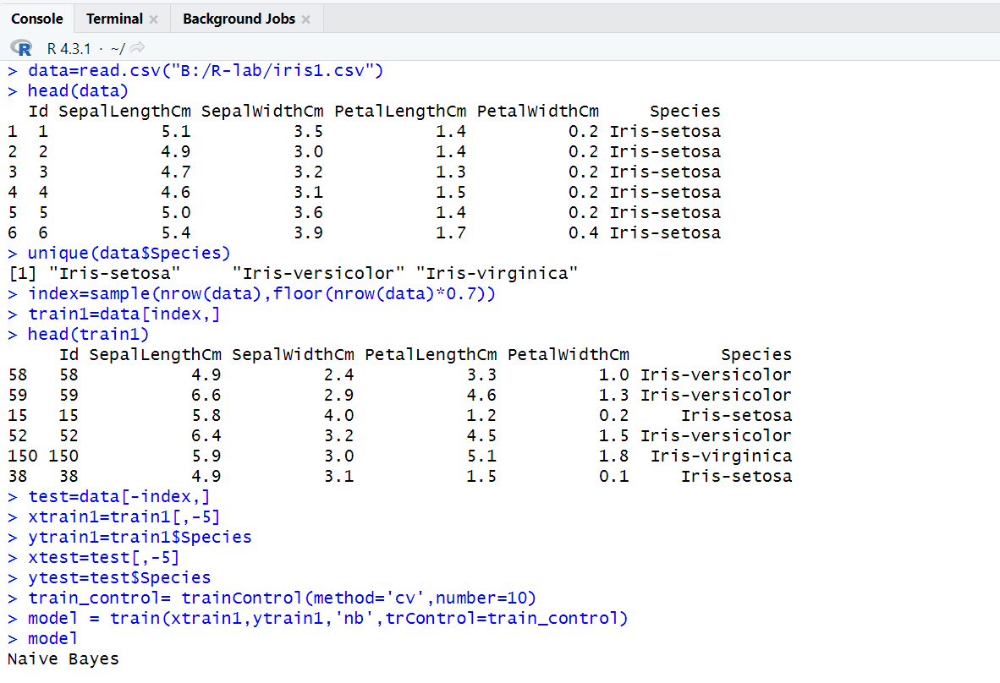 Console Terminal × Background Jobs ×
R R 4.3.1 · ~/
> data=read.csv("B:/R-lab/iris1.csv")
> head(data)
  Id SepalLengthCm SepalWidthCm PetalLengthCm PetalWidthCm     Species
1  1           5.1          3.5           1.4          0.2 Iris-setosa
2  2           4.9          3.0           1.4          0.2 Iris-setosa
3  3           4.7          3.2           1.3          0.2 Iris-setosa
4  4           4.6          3.1           1.5          0.2 Iris-setosa
5  5           5.0          3.6           1.4          0.2 Iris-setosa
6  6           5.4          3.9           1.7          0.4 Iris-setosa
> unique(data$Species)
[1] "Iris-setosa"     "Iris-versicolor" "Iris-virginica"
> index=sample(nrow(data),floor(nrow(data)*0.7))
> train1=data[index,]
> head(train1)
     Id SepalLengthCm SepalWidthCm PetalLengthCm PetalWidthCm         Species
58   58           4.9          2.4           3.3          1.0 Iris-versicolor
59   59           6.6          2.9           4.6          1.3 Iris-versicolor
15   15           5.8          4.0           1.2          0.2     Iris-setosa
52   52           6.4          3.2           4.5          1.5 Iris-versicolor
150 150           5.9          3.0           5.1          1.8  Iris-virginica
38   38           4.9          3.1           1.5          0.1     Iris-setosa
> test=data[-index,]
> xtrain1=train1[,-5]
> ytrain1=train1$Species
> xtest=test[,-5]
> ytest=test$Species
> train_control= trainControl(method='cv',number=10)
> model = train(xtrain1,ytrain1,'nb',trControl=train_control)
> model
Naive Bayes